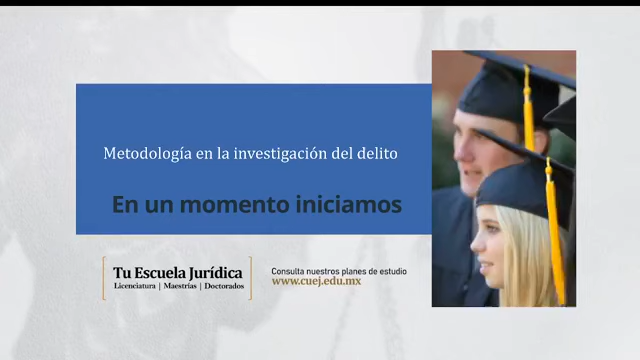 Metodología en la investigación del delito
En un momento iniciamos
Tu Escuela Jurídica
Licenciatura | Maestrías | Doctorados
Consulta nuestros planes de estudio
www.cuej.edu.mx